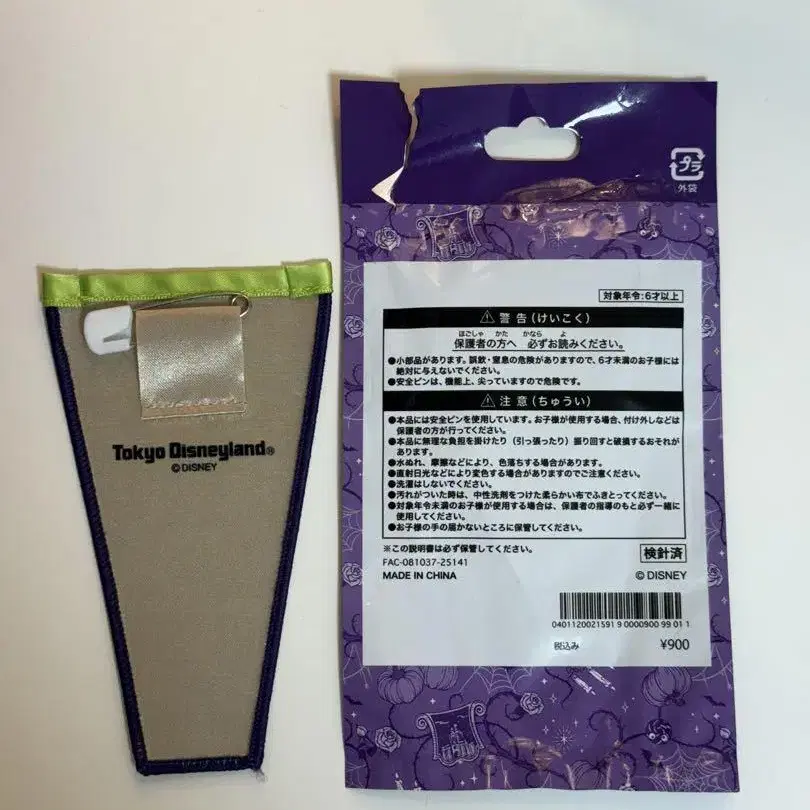 Tokyo Disneyland®
© DISNEY
プラ
外袋
対象年令:6才以上
⚠ 警告(けいこく)
ほごしゃ かた かなら よ
保護者の方へ 必ずお読みください。
●小部品があります。誤飲・窒息の危険がありますので、6才未満のお子様には
絶対に与えないでください。
●安全ピンは、機能上、尖っていますので危険です。
⚠ 注意(ちゅうい)
●本品には安全ピンを使用しています。お子様が使用する場合、付け外しなどは
保護者の方が行ってください。
●本品に無理な負担を掛けたり(引っ張ったり)振り回すと破損するおそれが
あります。
●水ぬれ、摩擦などにより、色落ちする場合があります。
●直射日光などにより変色する場合がありますのでご注意ください。
●洗濯はしないでください。
●汚れがついた時は、中性洗剤をつけた柔らかい布でふきとってください。
●対象年令未満のお子様が使用する場合は、保護者の指導のもと必ず一緒に
使用してください。
●お子様の手の届かないところに保管してください。
※この説明書は必ず保管してください。
検針済
FAC-081037-25141
MADE IN CHINA
© DISNEY
0401120021591 9 0000900 99 01 1
税込み
¥900